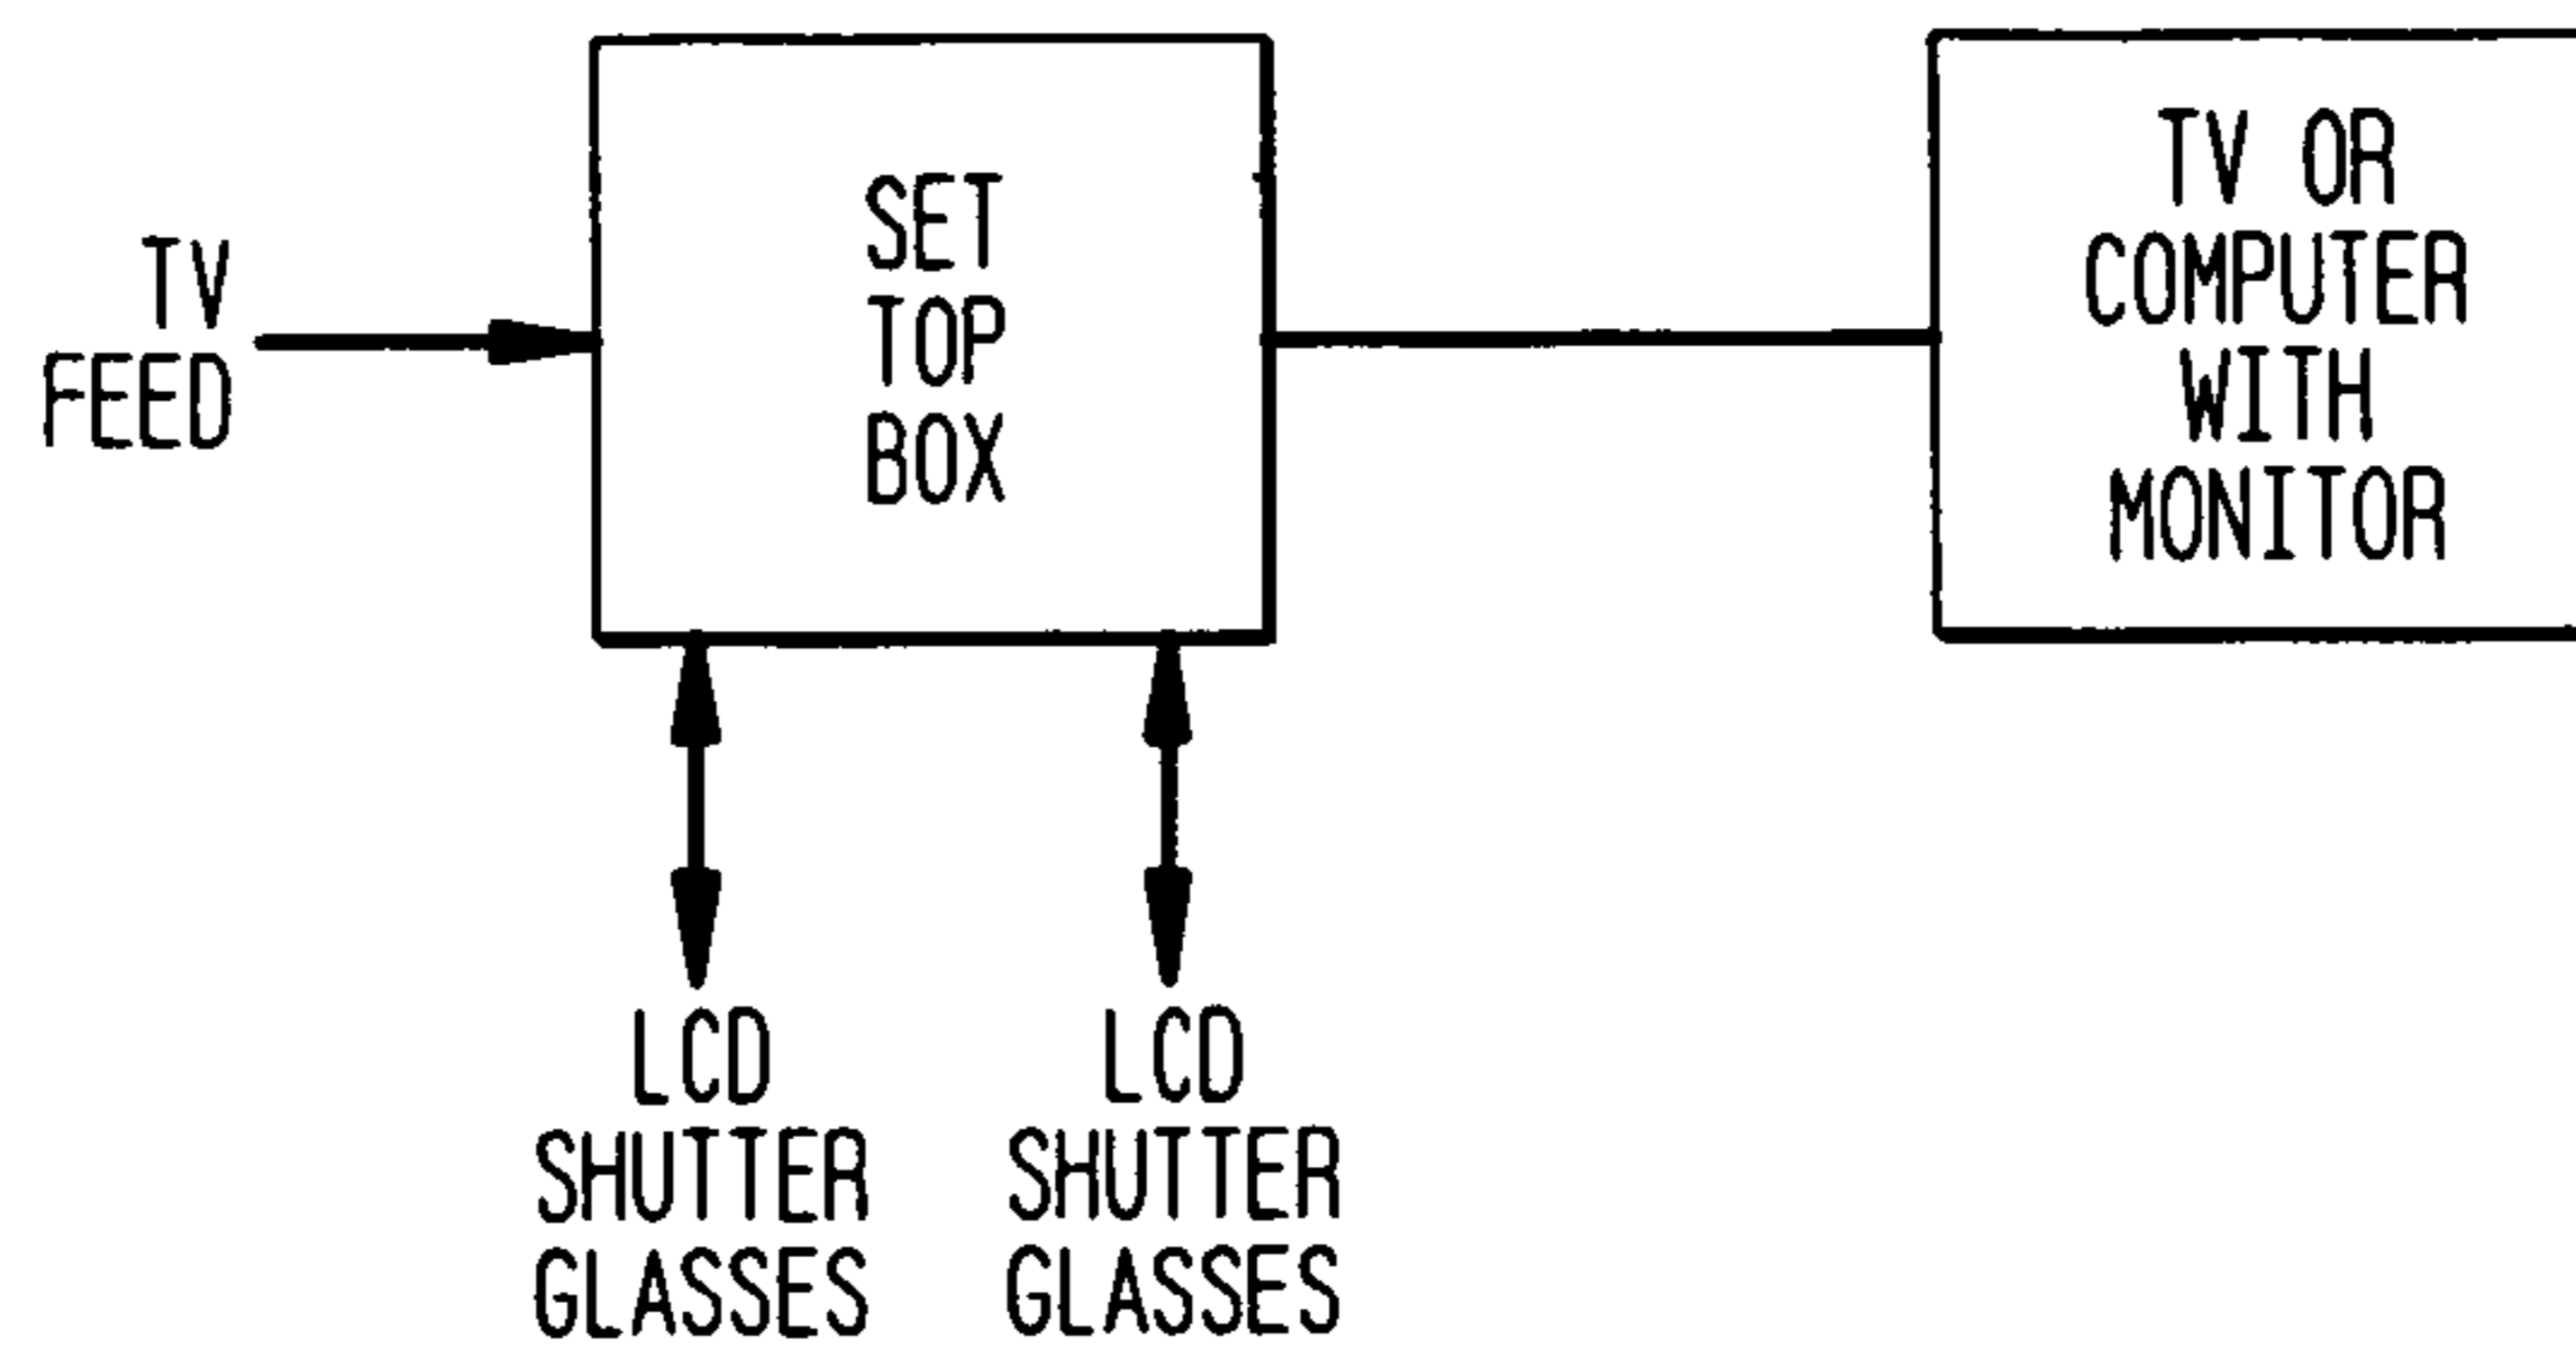 TV
FEED
SET
TOP
BOX
TV OR
COMPUTER
WITH
MONITOR
LCD
SHUTTER
GLASSES
LCD
SHUTTER
GLASSES